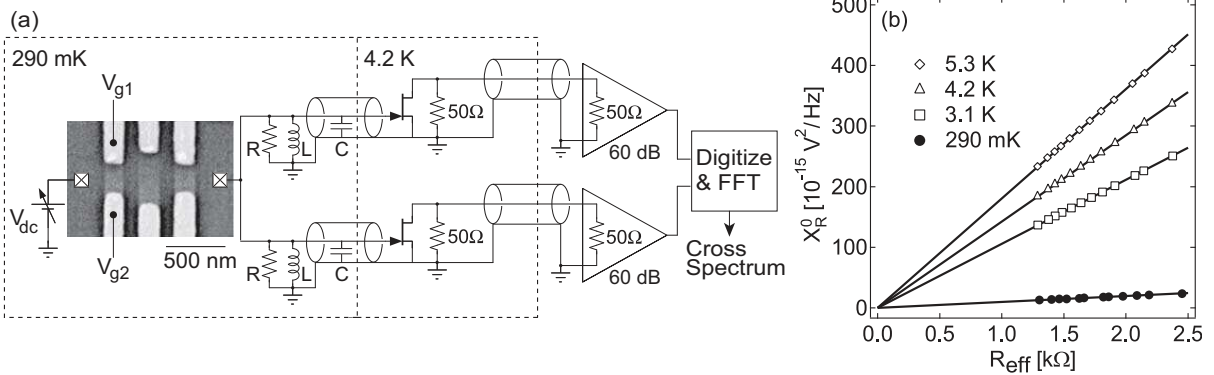 (a)
290 mK
4.2 K
V_g1
V_g2
V_dc
500 nm
R
L
C
50Ω
50Ω
60 dB
R
L
C
50Ω
50Ω
60 dB
Digitize
& FFT
Cross
Spectrum
(b)
X_R^0 [10^-15 V^2/Hz]
500
400
300
200
100
0
5.3 K
4.2 K
3.1 K
290 mK
0.0 0.5 1.0 1.5 2.0 2.5
R_eff [kΩ]